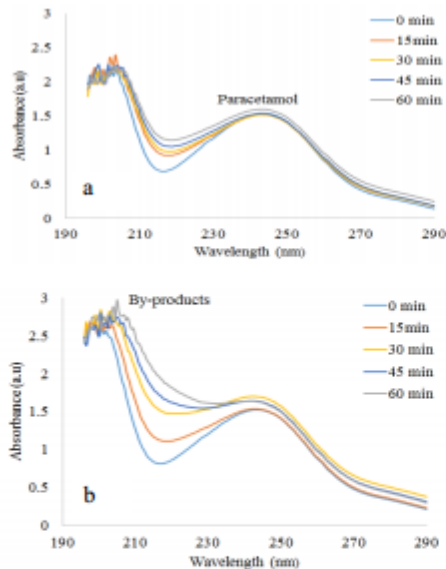 3
2.5
2
1.5
1
0.5
0
Absorbance (a.u)
0 min
15min
30 min
45 min
60 min
Paracetamol
a
190 210 230 250 270 290
Wavelength (nm)
By-products
3
2.5
2
1.5
1
0.5
0
Absorbance (a.u)
0 min
15min
30 min
45 min
60 min
b
190 210 230 250 270 290
Wavelength (nm)